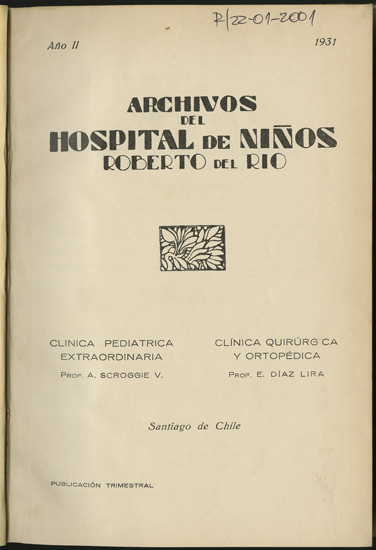 R/22-01-2001
Año II 1931
ARCHIVOS
DEL
HOSPITAL DE NIÑOS
ROBERTO DEL RIO
CLINICA PEDIATRICA
EXTRAORDINARIA
PROF. A. SCROGGIE V.
CLÍNICA QUIRÚRGICA
Y ORTOPÉDICA
PROF. E. DÍAZ LIRA
Santiago de Chile
PUBLICACIÓN TRIMESTRAL